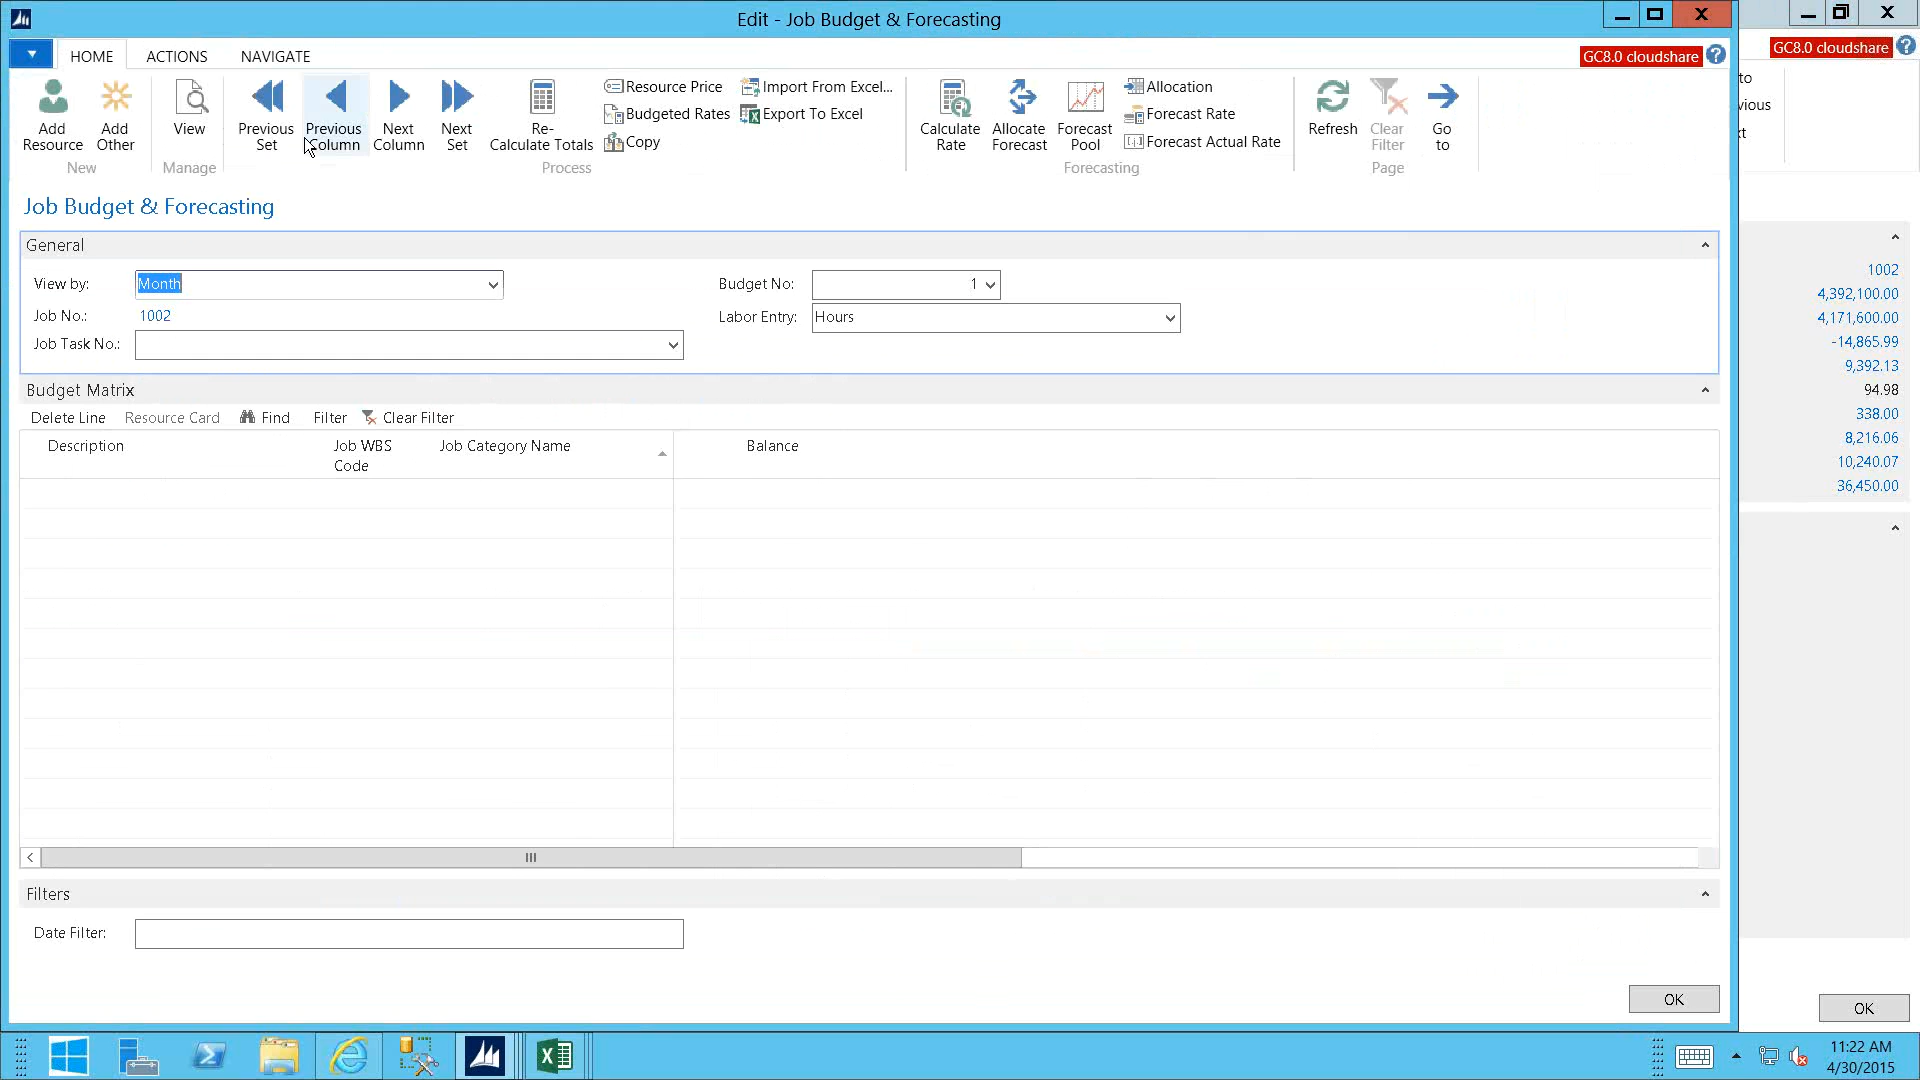 Edit - Job Budget & Forecasting
HOME ACTIONS NAVIGATE
GC8.0 cloudshare
GC8.0 cloudshare
Add Resource
Add Other
New
View
Manage
Previous Set
Previous Column
Next Column
Next Set
Re-Calculate Totals
Resource Price
Budgeted Rates
Copy
Import From Excel...
Export To Excel
Process
Calculate Rate
Allocate Forecast
Forecast Pool
Allocation
Forecast Rate
Forecast Actual Rate
Forecasting
Refresh
Clear Filter
Go to
Page
to
vious
Job Budget & Forecasting
General
View by: Month
Budget No: 1
Job No.: 1002
Labor Entry: Hours
Job Task No.:
Budget Matrix
Delete Line Resource Card Find Filter Clear Filter
Description
Job WBS Code
Job Category Name
Balance
1002
4,392,100.00
4,171,600.00
-14,865.99
9,392.13
94.98
338.00
8,216.06
10,240.07
36,450.00
Filters
Date Filter:
OK
OK
11:22 AM
4/30/2015